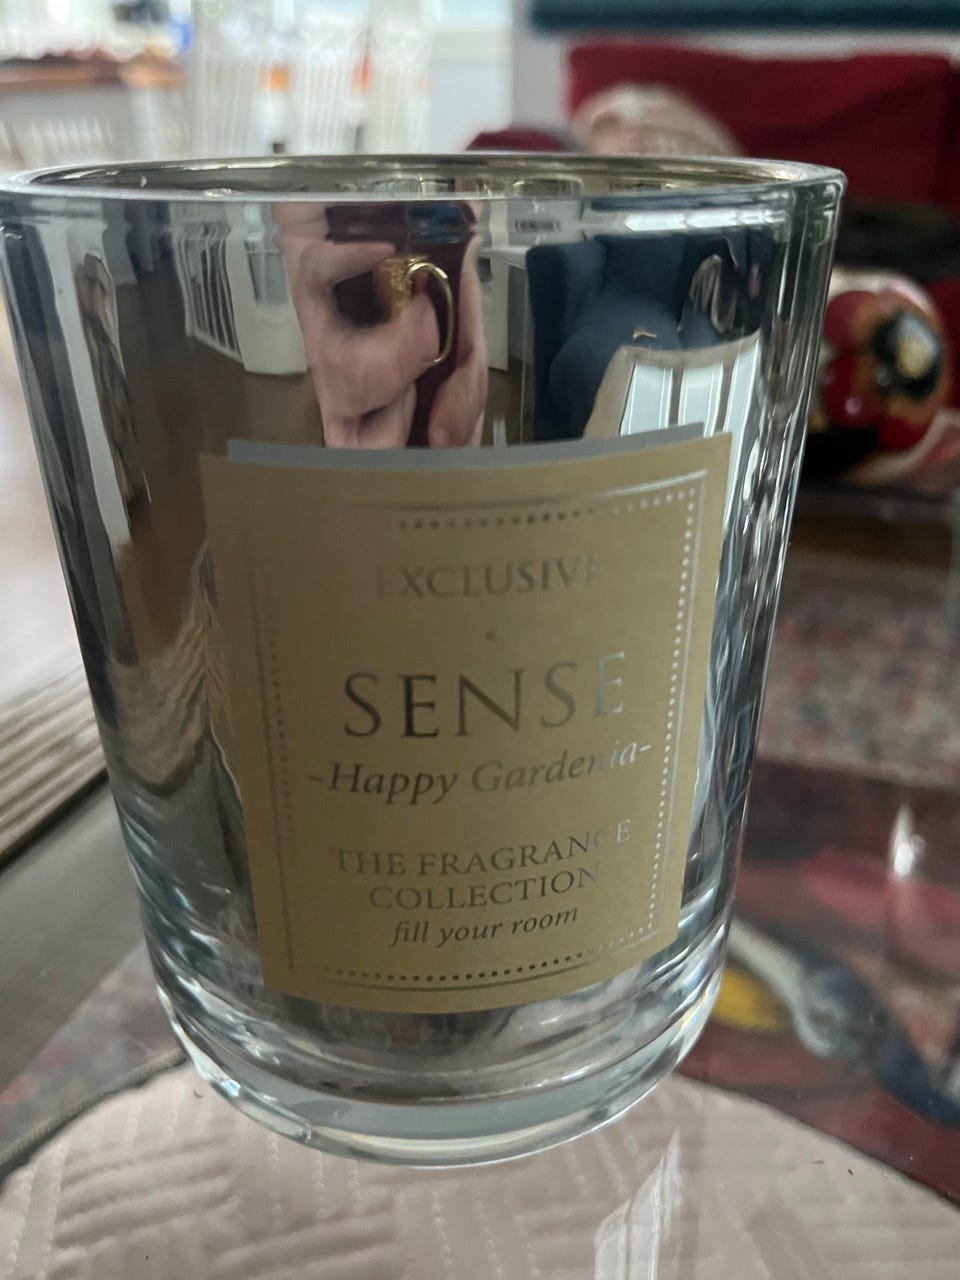 EXCLUSIVE
SENSE
-Happy Gardenia-
THE FRAGRANCE
COLLECTION
fill your room